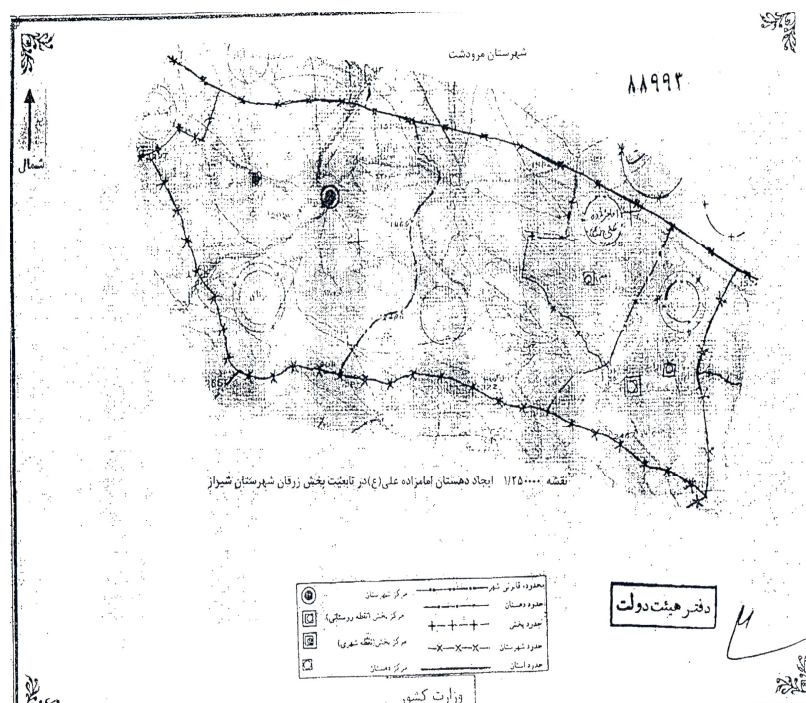 شهرستان مرودشت
۸۸۹۹۳
شمال
امامزاده
نقشه ۱/۲۵۰۰۰۰ ایجاد دهستان امامزاده علی(ع)در تابعیت بخش زرقان شهرستان شیراز
محدوده قانونی شهر
مرکز شهرستان
حدود دهستان
مرکز بخش (نقطه روستائی)
حدود بخش
مرکز بخش (نقطه شهری)
حدود شهرستان
مرکز دهستان
حدود استان
دفتر هیئت دولت
وزارت کشور